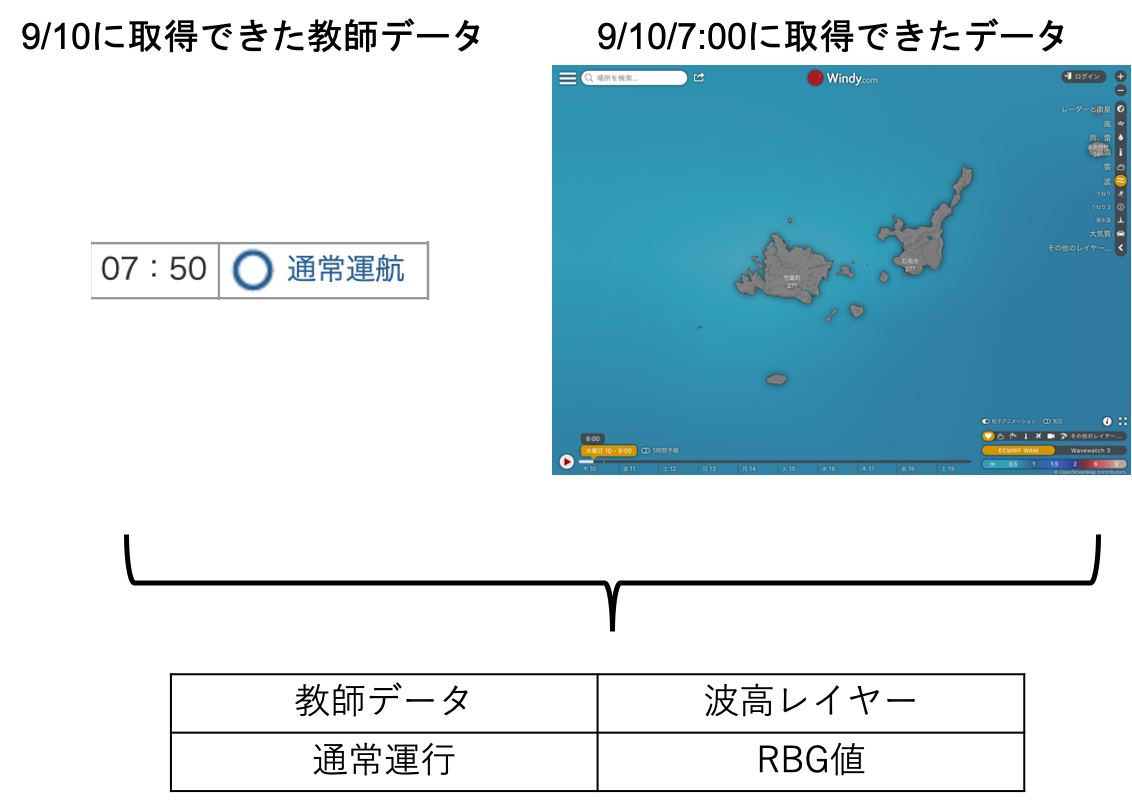 9/10に取得できた教師データ
9/10/7:00に取得できたデータ
場所を検索...
Windy.com
ログイン
レーダーと衛星
風
雨、雷
気温
雲
波
うねり
うねり 2
海水温
大気質
その他のレイヤー...
07：50
通常運航
竹富町
27°
石垣市
27°
粒子アニメーション
気圧
8:00
木曜日 10 - 9:00
1時間予報
その他のレイヤー...
ECMWF WAM
Wavewatch 3
m 0.5 1 1.5 2 6 9
木 10 金 11 土 12 日 13 月 14 火 15 水 16 木 17 金 18 土 19
© OpenStreetMap contributors
教師データ 波高レイヤー
通常運行 RBG値